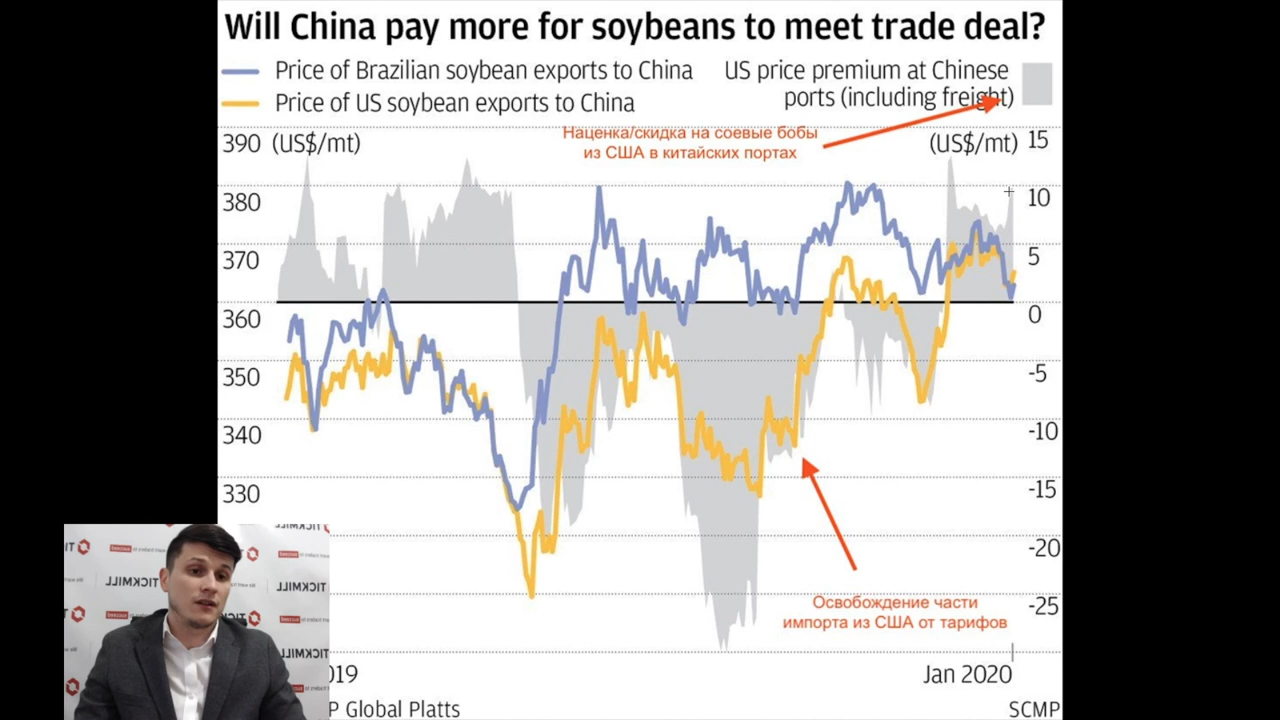 Will China pay more for soybeans to meet trade deal?
Price of Brazilian soybean exports to China
Price of US soybean exports to China
US price premium at Chinese
ports (including freight)
Наценка/скидка на соевые бобы
из США в китайских портах
390 (US$/mt)
(US$/mt) 15
380
10
370
5
360
0
350
-5
340
-10
330
-15
-20
-25
Освобождение части
импорта из США от тарифов
019
Jan 2020
P Global Platts
SCMP
TICKMILL
TICKMILL
TICKMILL
TICKMILL